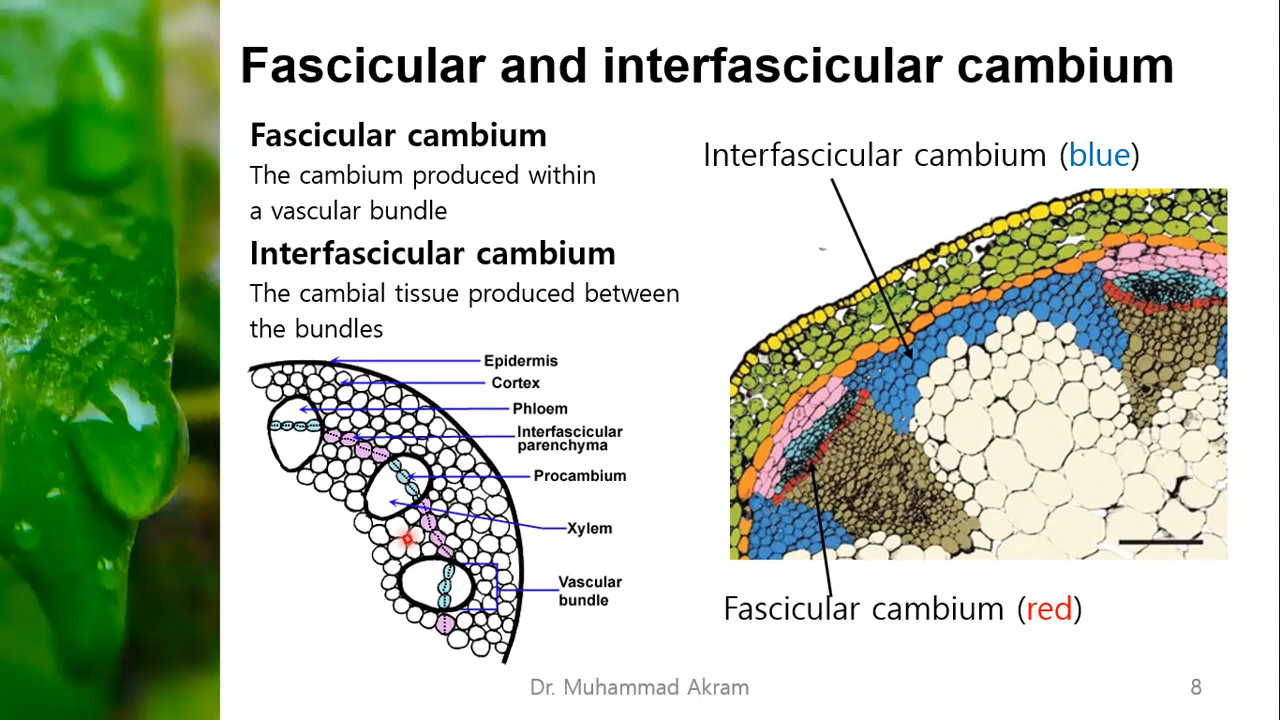 Fascicular and interfascicular cambium
Fascicular cambium
The cambium produced within
a vascular bundle
Interfascicular cambium
The cambial tissue produced between
the bundles
Epidermis
Cortex
Phloem
Interfascicular
parenchyma
Procambium
Xylem
Vascular
bundle
Interfascicular cambium (blue)
Fascicular cambium (red)
Dr. Muhammad Akram
8